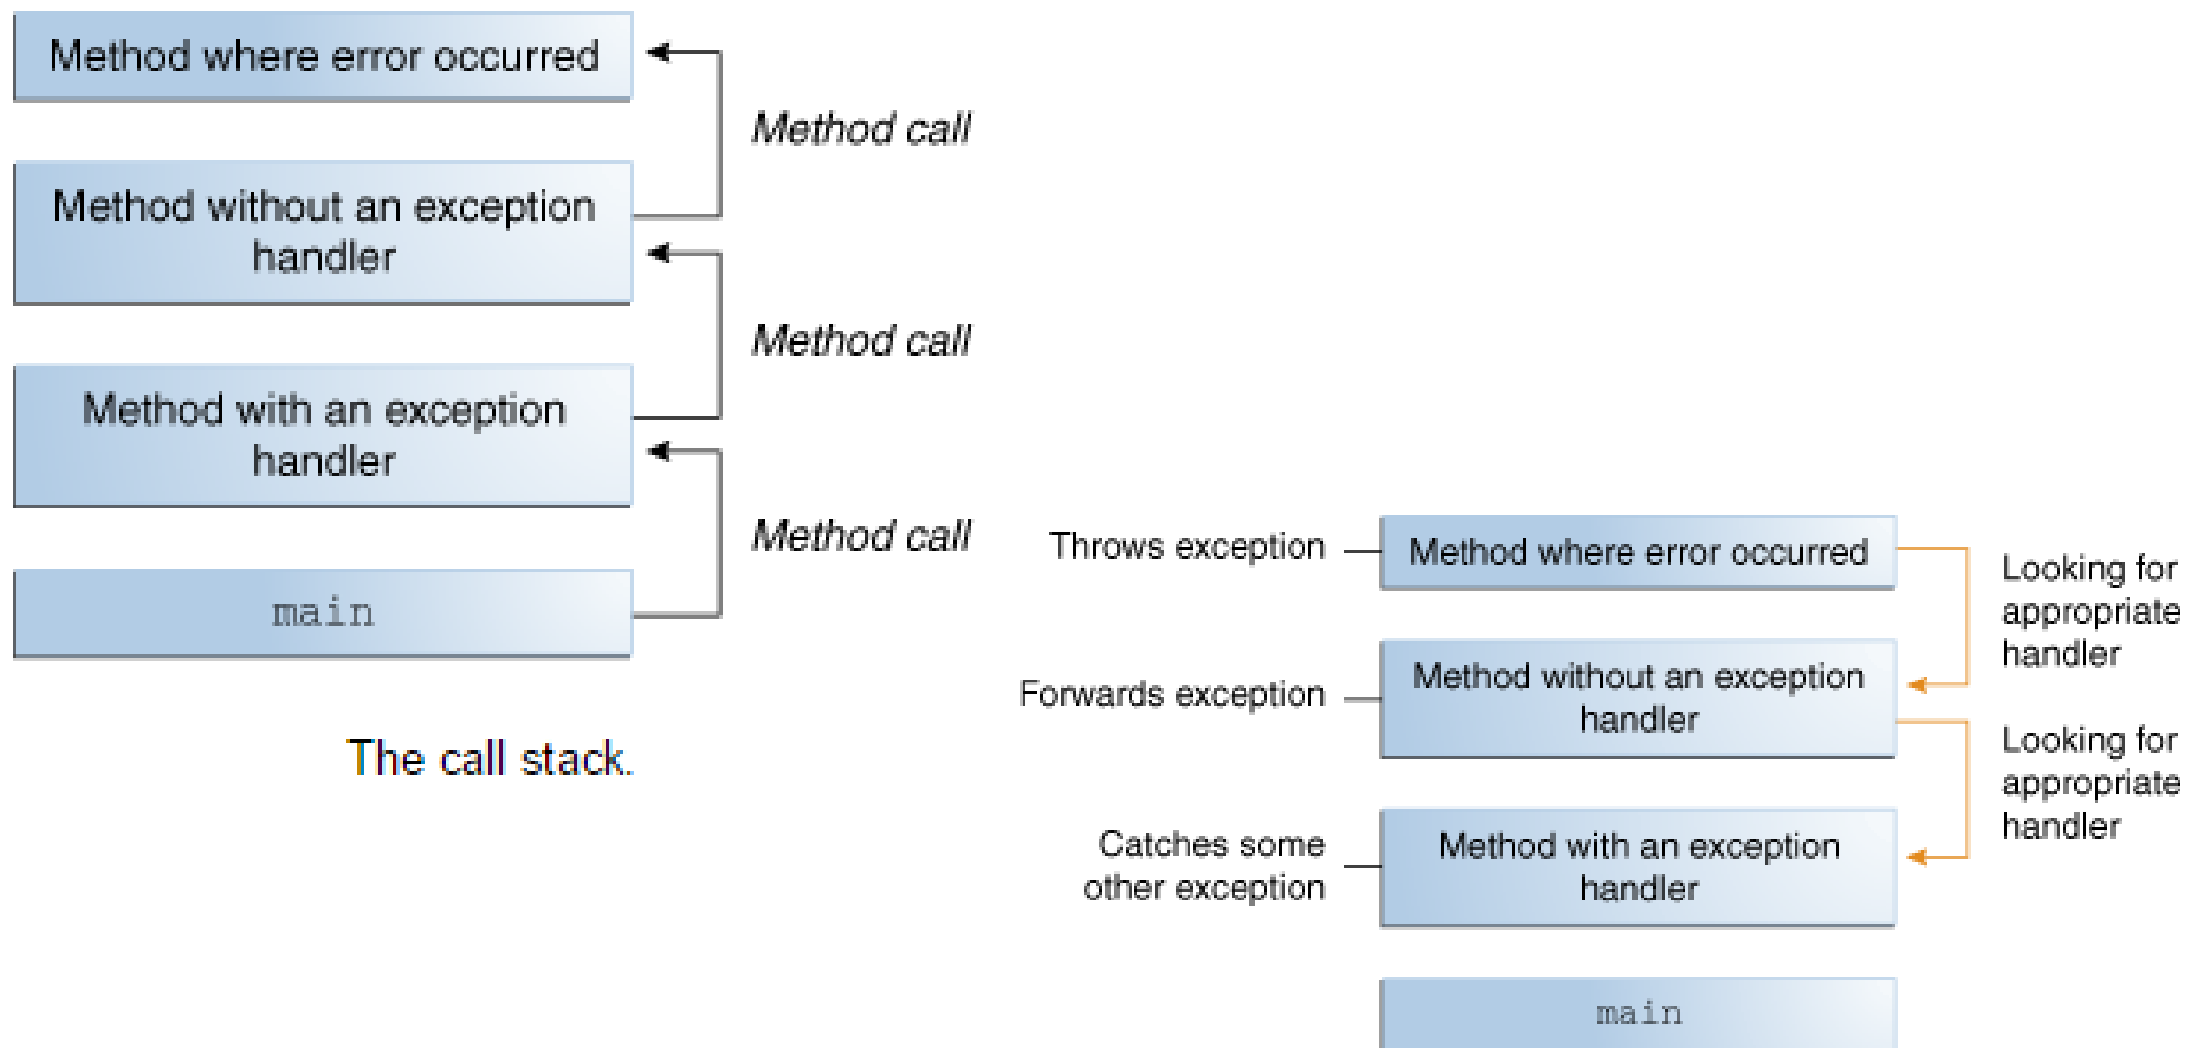 Method where error occurred
Method call
Method without an exception
handler
Method call
Method with an exception
handler
Method call
main
The call stack.
Throws exception
Method where error occurred
Looking for
appropriate
handler
Forwards exception
Method without an exception
handler
Looking for
appropriate
handler
Catches some
other exception
Method with an exception
handler
main